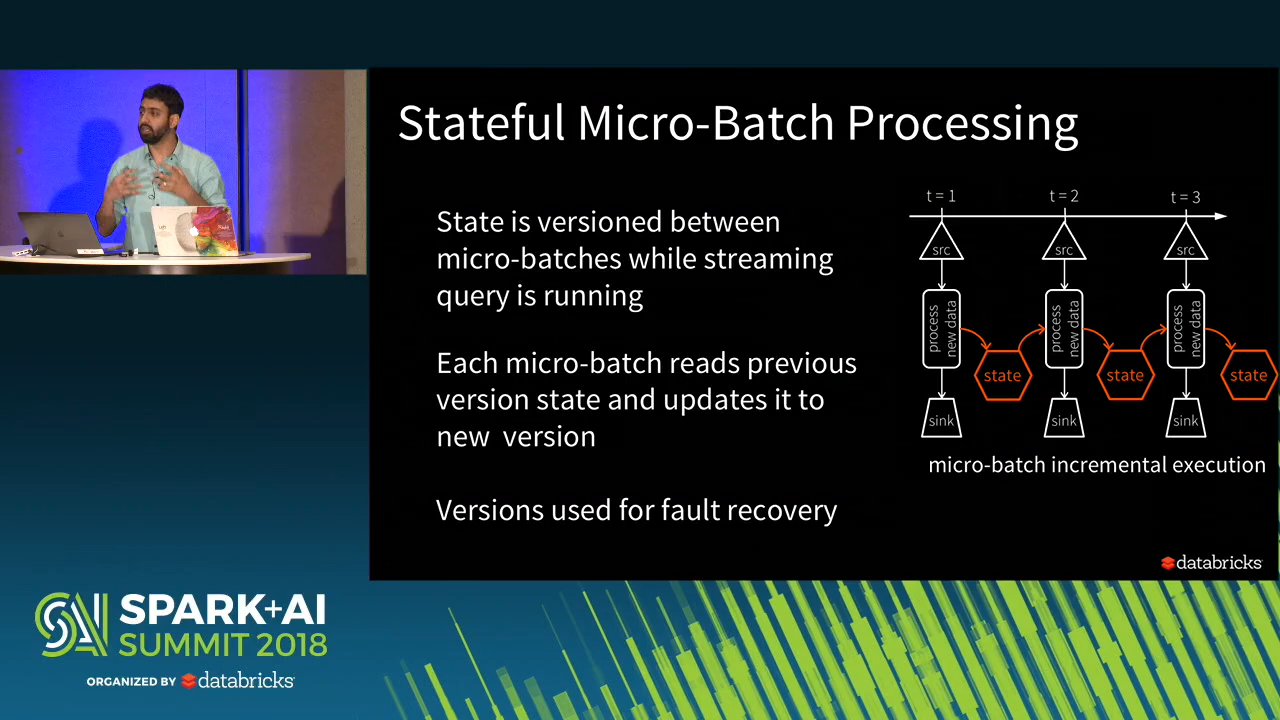 Stateful Micro-Batch Processing
State is versioned between
micro-batches while streaming
query is running
Each micro-batch reads previous
version state and updates it to
new version
Versions used for fault recovery
t = 1 t = 2 t = 3
src src src
process new data process new data process new data
state state state
sink sink sink
micro-batch incremental execution
databricks
SPARK+AI
SUMMIT 2018
ORGANIZED BY databricks